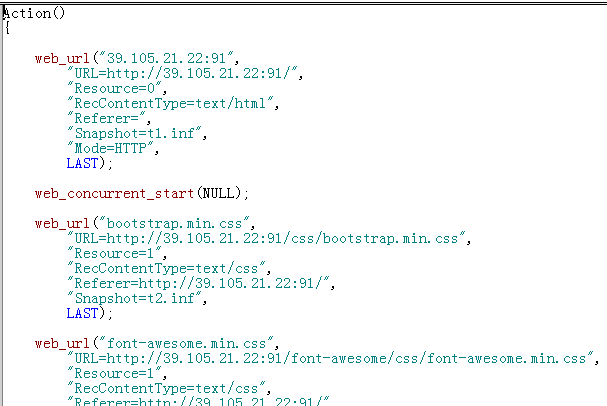 Action()
{
web_url("39.105.21.22:91",
"URL=http://39.105.21.22:91/",
"Resource=0",
"RecContentType=text/html",
"Referer=",
"Snapshot=t1.inf",
"Mode=HTTP",
LAST);
web_concurrent_start(NULL);
web_url("bootstrap.min.css",
"URL=http://39.105.21.22:91/css/bootstrap.min.css",
"Resource=1",
"RecContentType=text/css",
"Referer=http://39.105.21.22:91/",
"Snapshot=t2.inf",
LAST);
web_url("font-awesome.min.css",
"URL=http://39.105.21.22:91/font-awesome/css/font-awesome.min.css",
"Resource=1",
"RecContentType=text/css",
"Referer=http://39.105.21.22:91/"